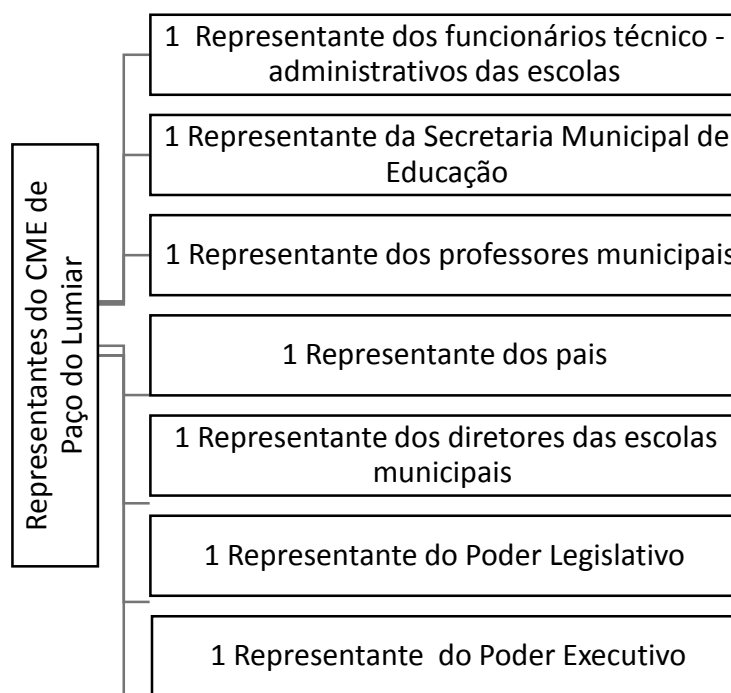 Representantes do CME de
Paço do Lumiar
1 Representante dos funcionários técnico -
administrativos das escolas
1 Representante da Secretaria Municipal de
Educação
1 Representante dos professores municipais
1 Representante dos pais
1 Representante dos diretores das escolas
municipais
1 Representante do Poder Legislativo
1 Representante do Poder Executivo